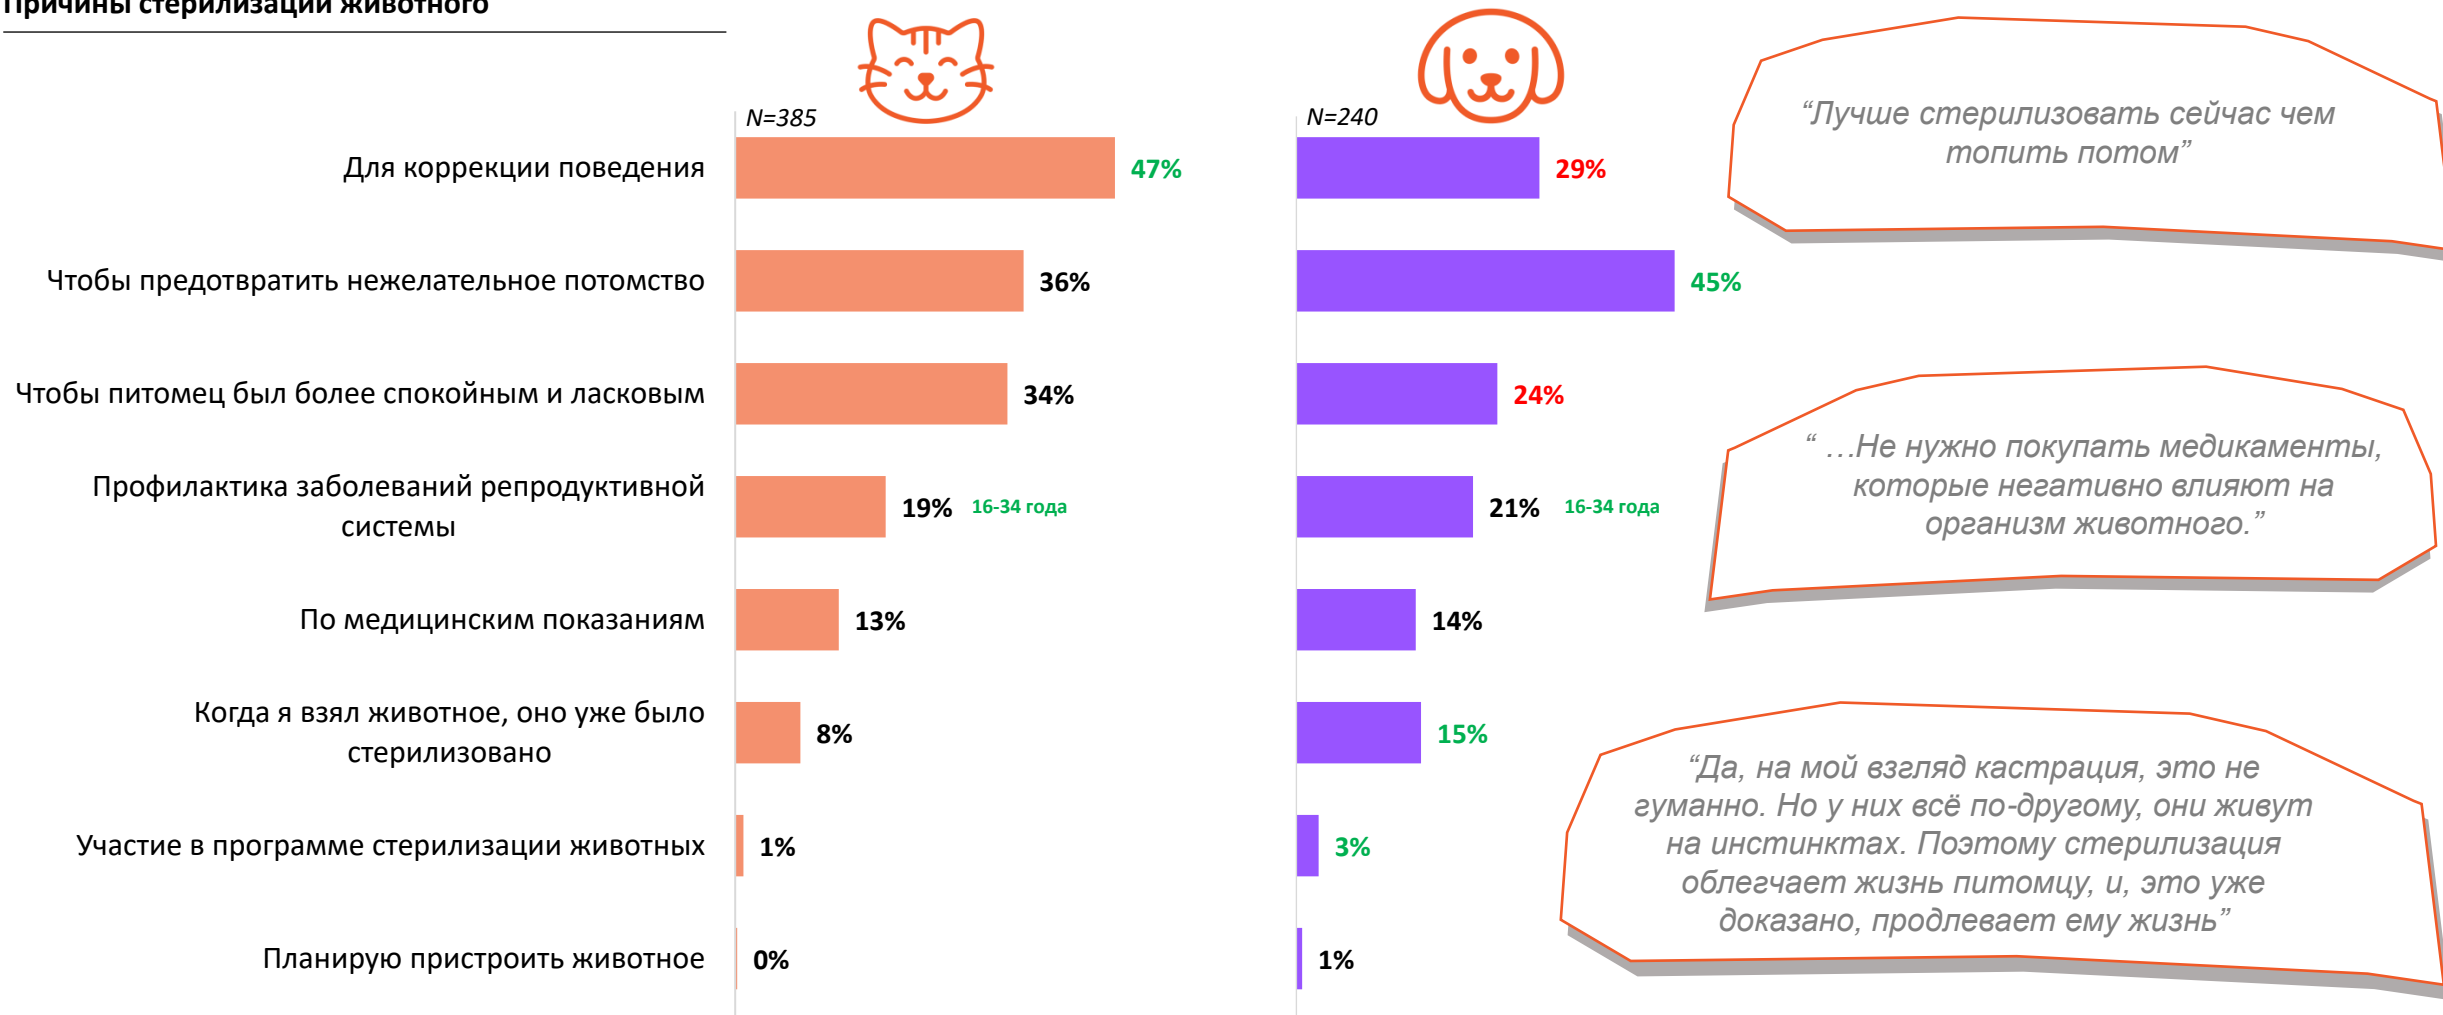 Причины стерилизации животного
N=385
N=240
Для коррекции поведения
47%
29%
Чтобы предотвратить нежелательное потомство
36%
45%
Чтобы питомец был более спокойным и ласковым
34%
24%
Профилактика заболеваний репродуктивной
системы
19%
16-34 года
21%
16-34 года
По медицинским показаниям
13%
14%
Когда я взял животное, оно уже было
стерилизовано
8%
15%
Участие в программе стерилизации животных
1%
3%
Планирую пристроить животное
0%
1%
“Лучше стерилизовать сейчас чем
топить потом”
“ …Не нужно покупать медикаменты,
которые негативно влияют на
организм животного.”
“Да, на мой взгляд кастрация, это не
гуманно. Но у них всё по-другому, они живут
на инстинктах. Поэтому стерилизация
облегчает жизнь питомцу, и, это уже
доказано, продлевает ему жизнь”